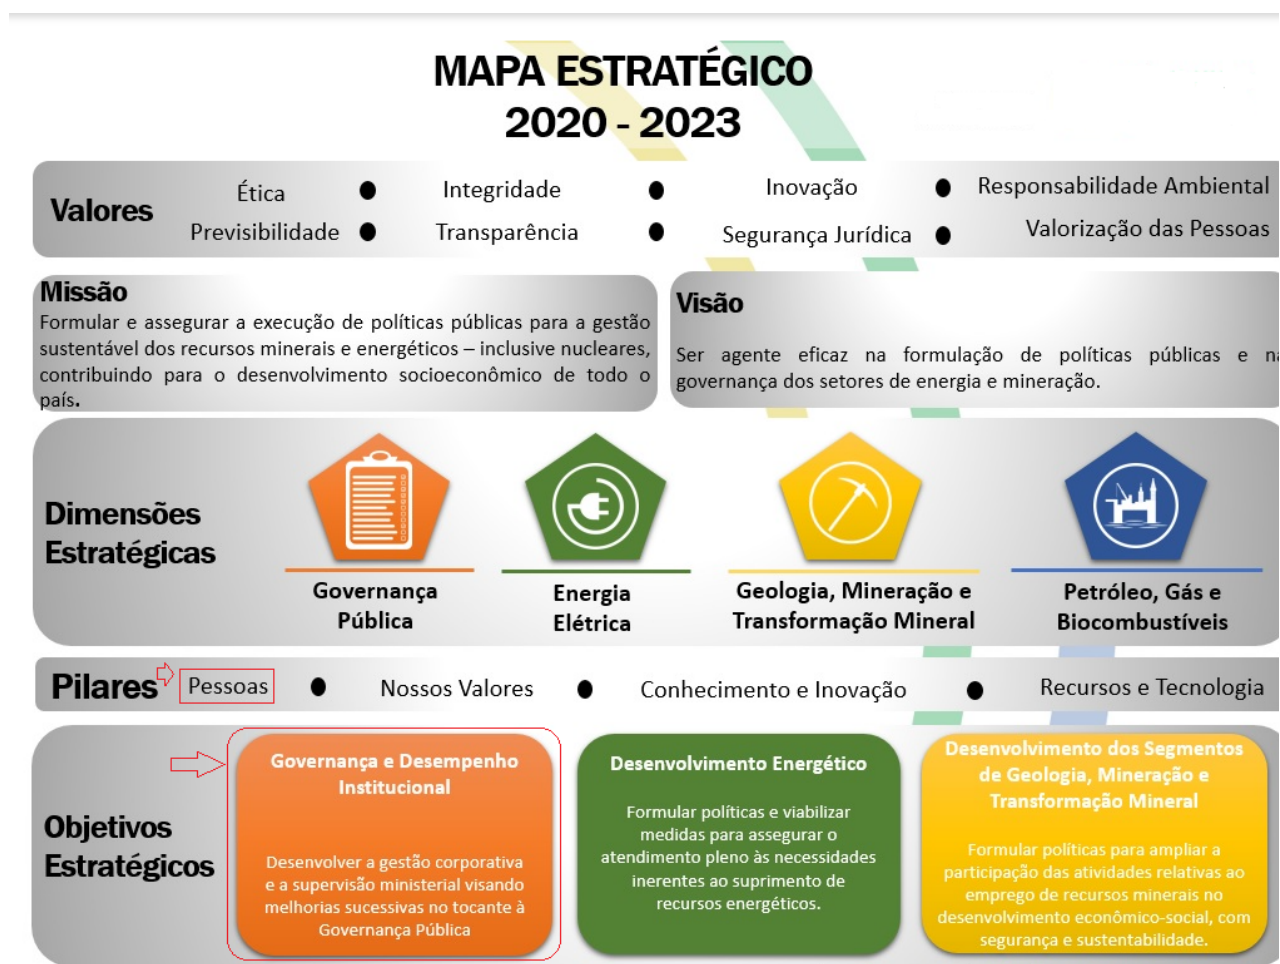 MAPA ESTRATÉGICO
2020 - 2023
Valores
Ética
Integridade
Inovação
Responsabilidade Ambiental
Previsibilidade
Transparência
Segurança Jurídica
Valorização das Pessoas
Missão
Formular e assegurar a execução de políticas públicas para a gestão
sustentável dos recursos minerais e energéticos – inclusive nucleares,
contribuindo para o desenvolvimento socioeconômico de todo o
país.
Visão
Ser agente eficaz na formulação de políticas públicas e na
governança dos setores de energia e mineração.
Dimensões
Estratégicas
Governança
Pública
Energia
Elétrica
Geologia, Mineração e
Transformação Mineral
Petróleo, Gás e
Biocombustíveis
Pilares
Pessoas
Nossos Valores
Conhecimento e Inovação
Recursos e Tecnologia
Objetivos
Estratégicos
Governança e Desempenho
Institucional
Desenvolver a gestão corporativa
e a supervisão ministerial visando
melhorias sucessivas no tocante à
Governança Pública
Desenvolvimento Energético
Formular políticas e viabilizar
medidas para assegurar o
atendimento pleno às necessidades
inerentes ao suprimento de
recursos energéticos.
Desenvolvimento dos Segmentos
de Geologia, Mineração e
Transformação Mineral
Formular políticas para ampliar a
participação das atividades relativas ao
emprego de recursos minerais no
desenvolvimento econômico-social, com
segurança e sustentabilidade.